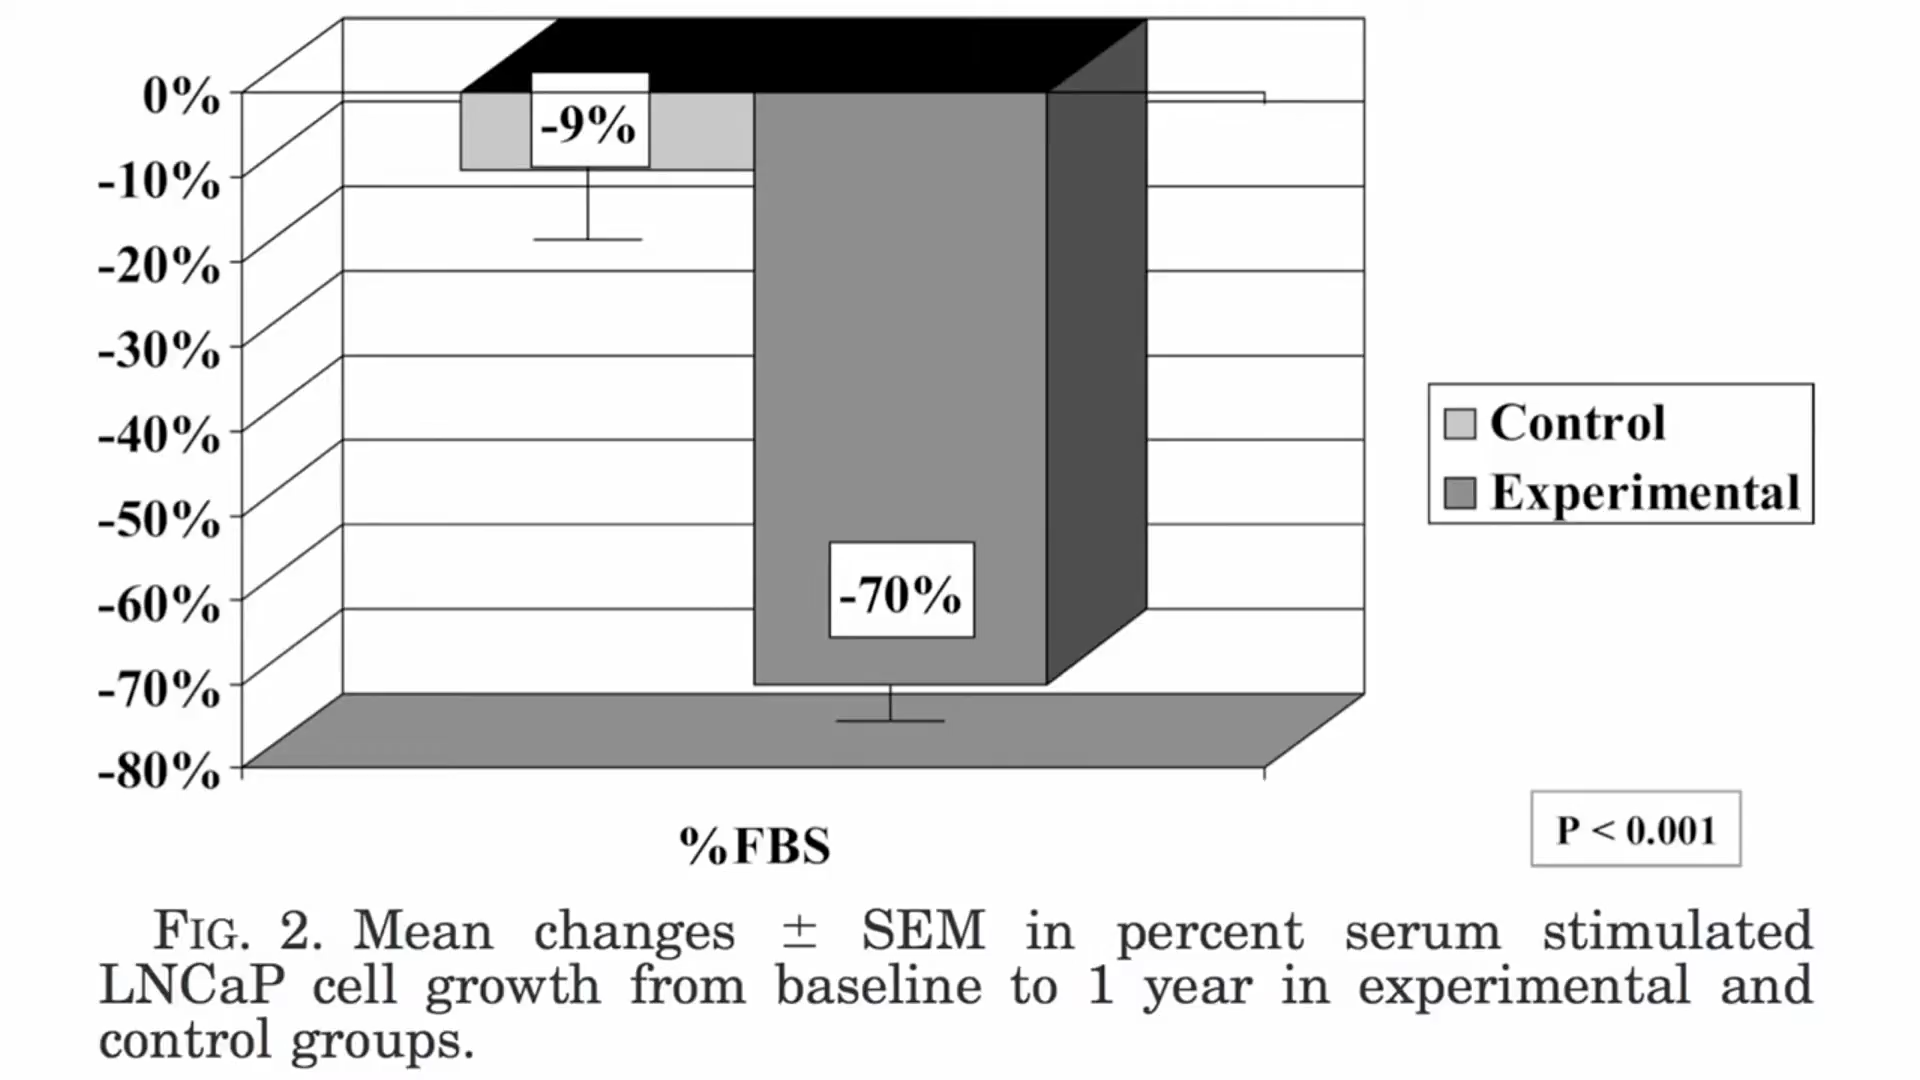 0%
-10%
-20%
-30%
-40%
-50%
-60%
-70%
-80%
-9%
-70%
Control
Experimental
%FBS
P < 0.001
FIG. 2. Mean changes ± SEM in percent serum stimulated
LNCaP cell growth from baseline to 1 year in experimental and
control groups.